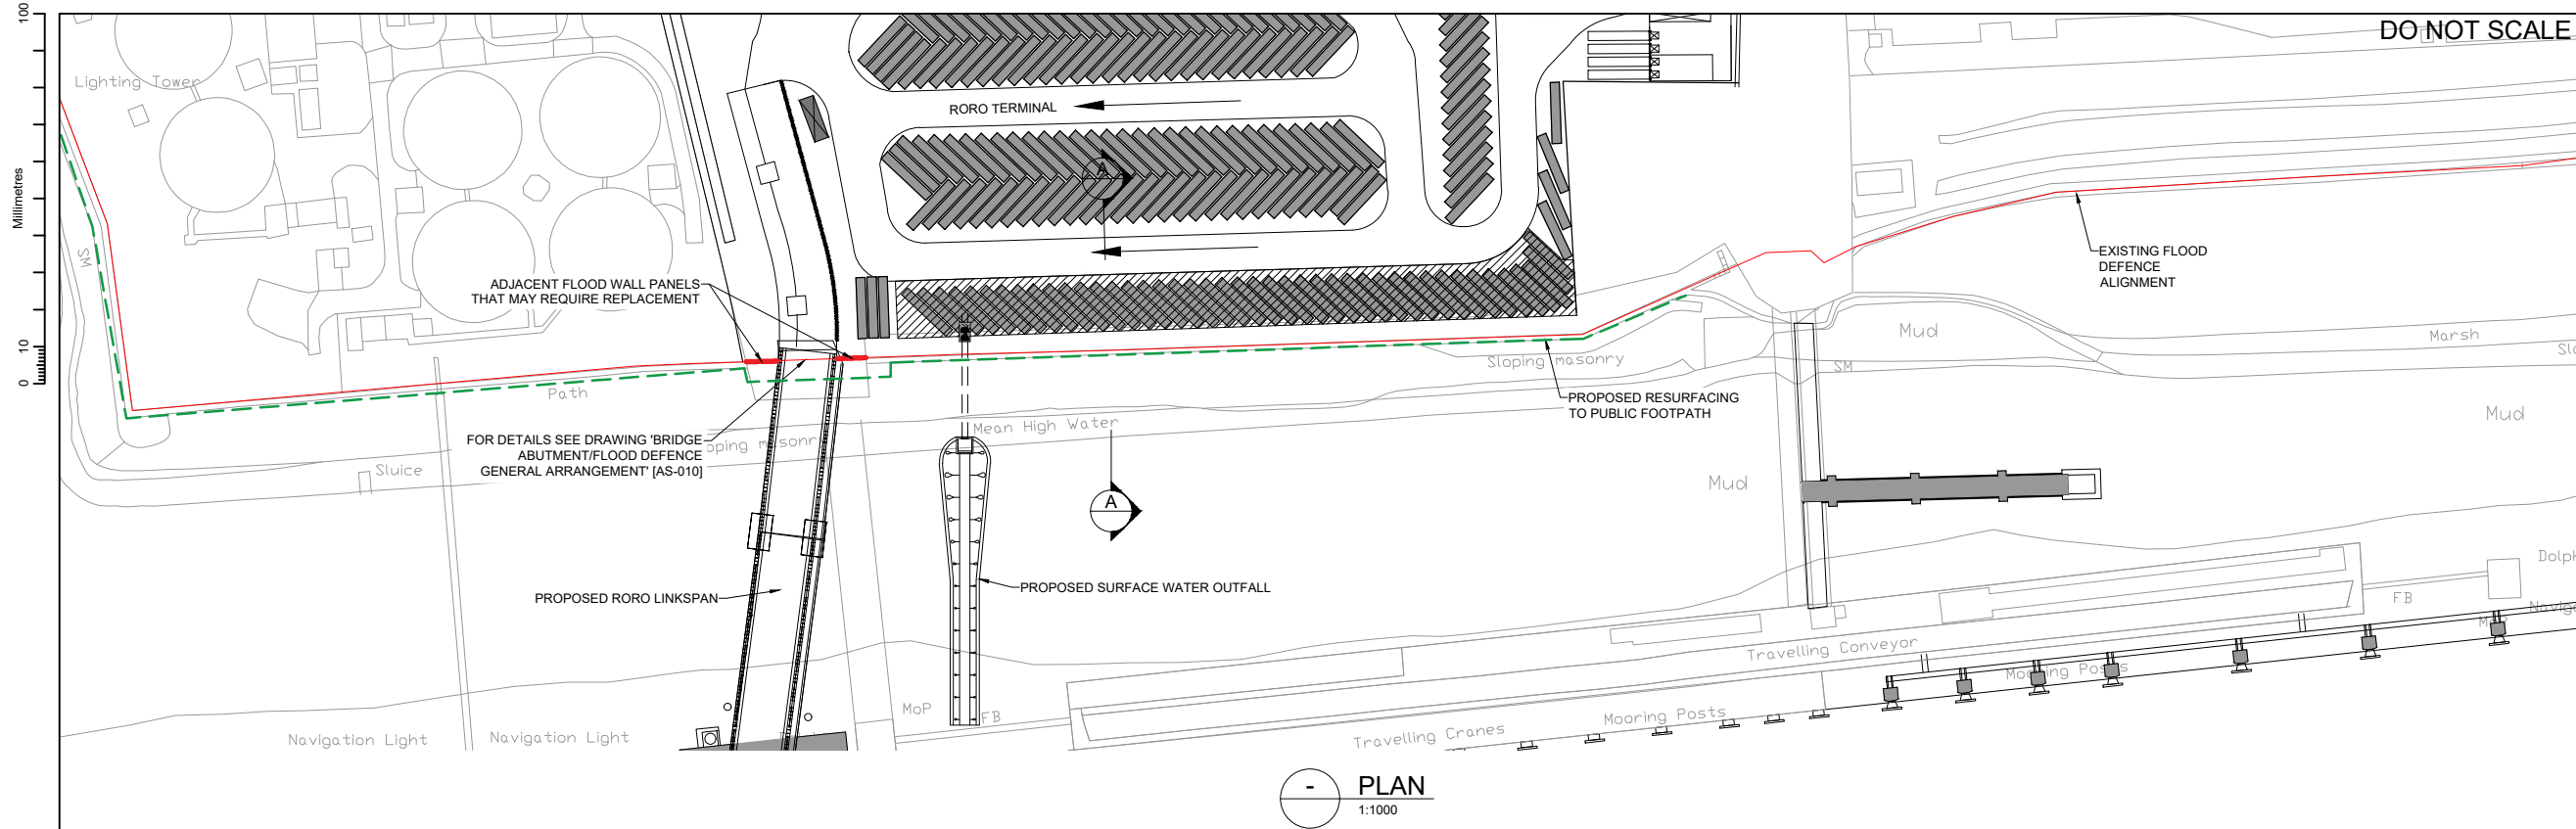 DO NOT SCALE
100
Millimetres
10
0
Lighting Tower
RORO TERMINAL
A
SM
ADJACENT FLOOD WALL PANELS
THAT MAY REQUIRE REPLACEMENT
EXISTING FLOOD
DEFENCE
ALIGNMENT
Mud
Marsh
Sloping masonry
SM
Path
PROPOSED RESURFACING
TO PUBLIC FOOTPATH
Mud
Mean High Water
FOR DETAILS SEE DRAWING 'BRIDGE
ABUTMENT/FLOOD DEFENCE
GENERAL ARRANGEMENT' [AS-010]
Sluice
Mud
A
PROPOSED SURFACE WATER OUTFALL
PROPOSED RORO LINKSPAN
FB
Travelling Conveyor
Mooring Posts
MoP
FB
Mooring Posts
Travelling Cranes
Navigation Light
Navigation Light
-
PLAN
1:1000